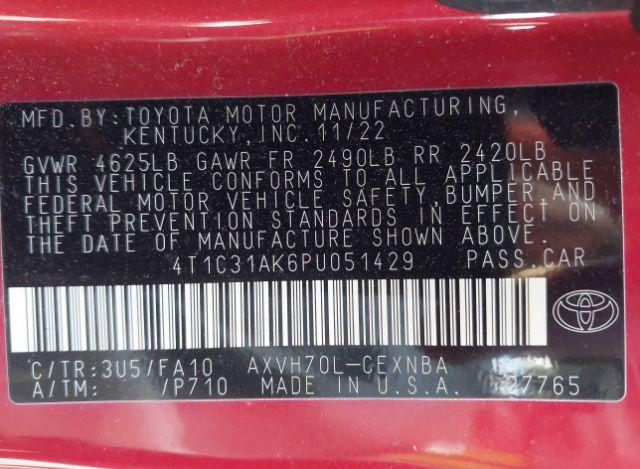 MFD.BY:TOYOTA MOTOR MANUFACTURING,
KENTUCKY,INC. 11/22
GVWR 4625LB GAWR FR 2490LB RR 2420LB
THIS VEHICLE CONFORMS TO ALL APPLICABLE
FEDERAL MOTOR VEHICLE SAFETY,BUMPER,AND
THEFT PREVENTION STANDARDS IN EFFECT ON
THE DATE OF MANUFACTURE SHOWN ABOVE.
4T1C31AK6PU051429 PASS.CAR
C/TR:3U5/FA10 AXVH70L-CEXNBA
A/TM: /P710 MADE IN U.S.A. 27765